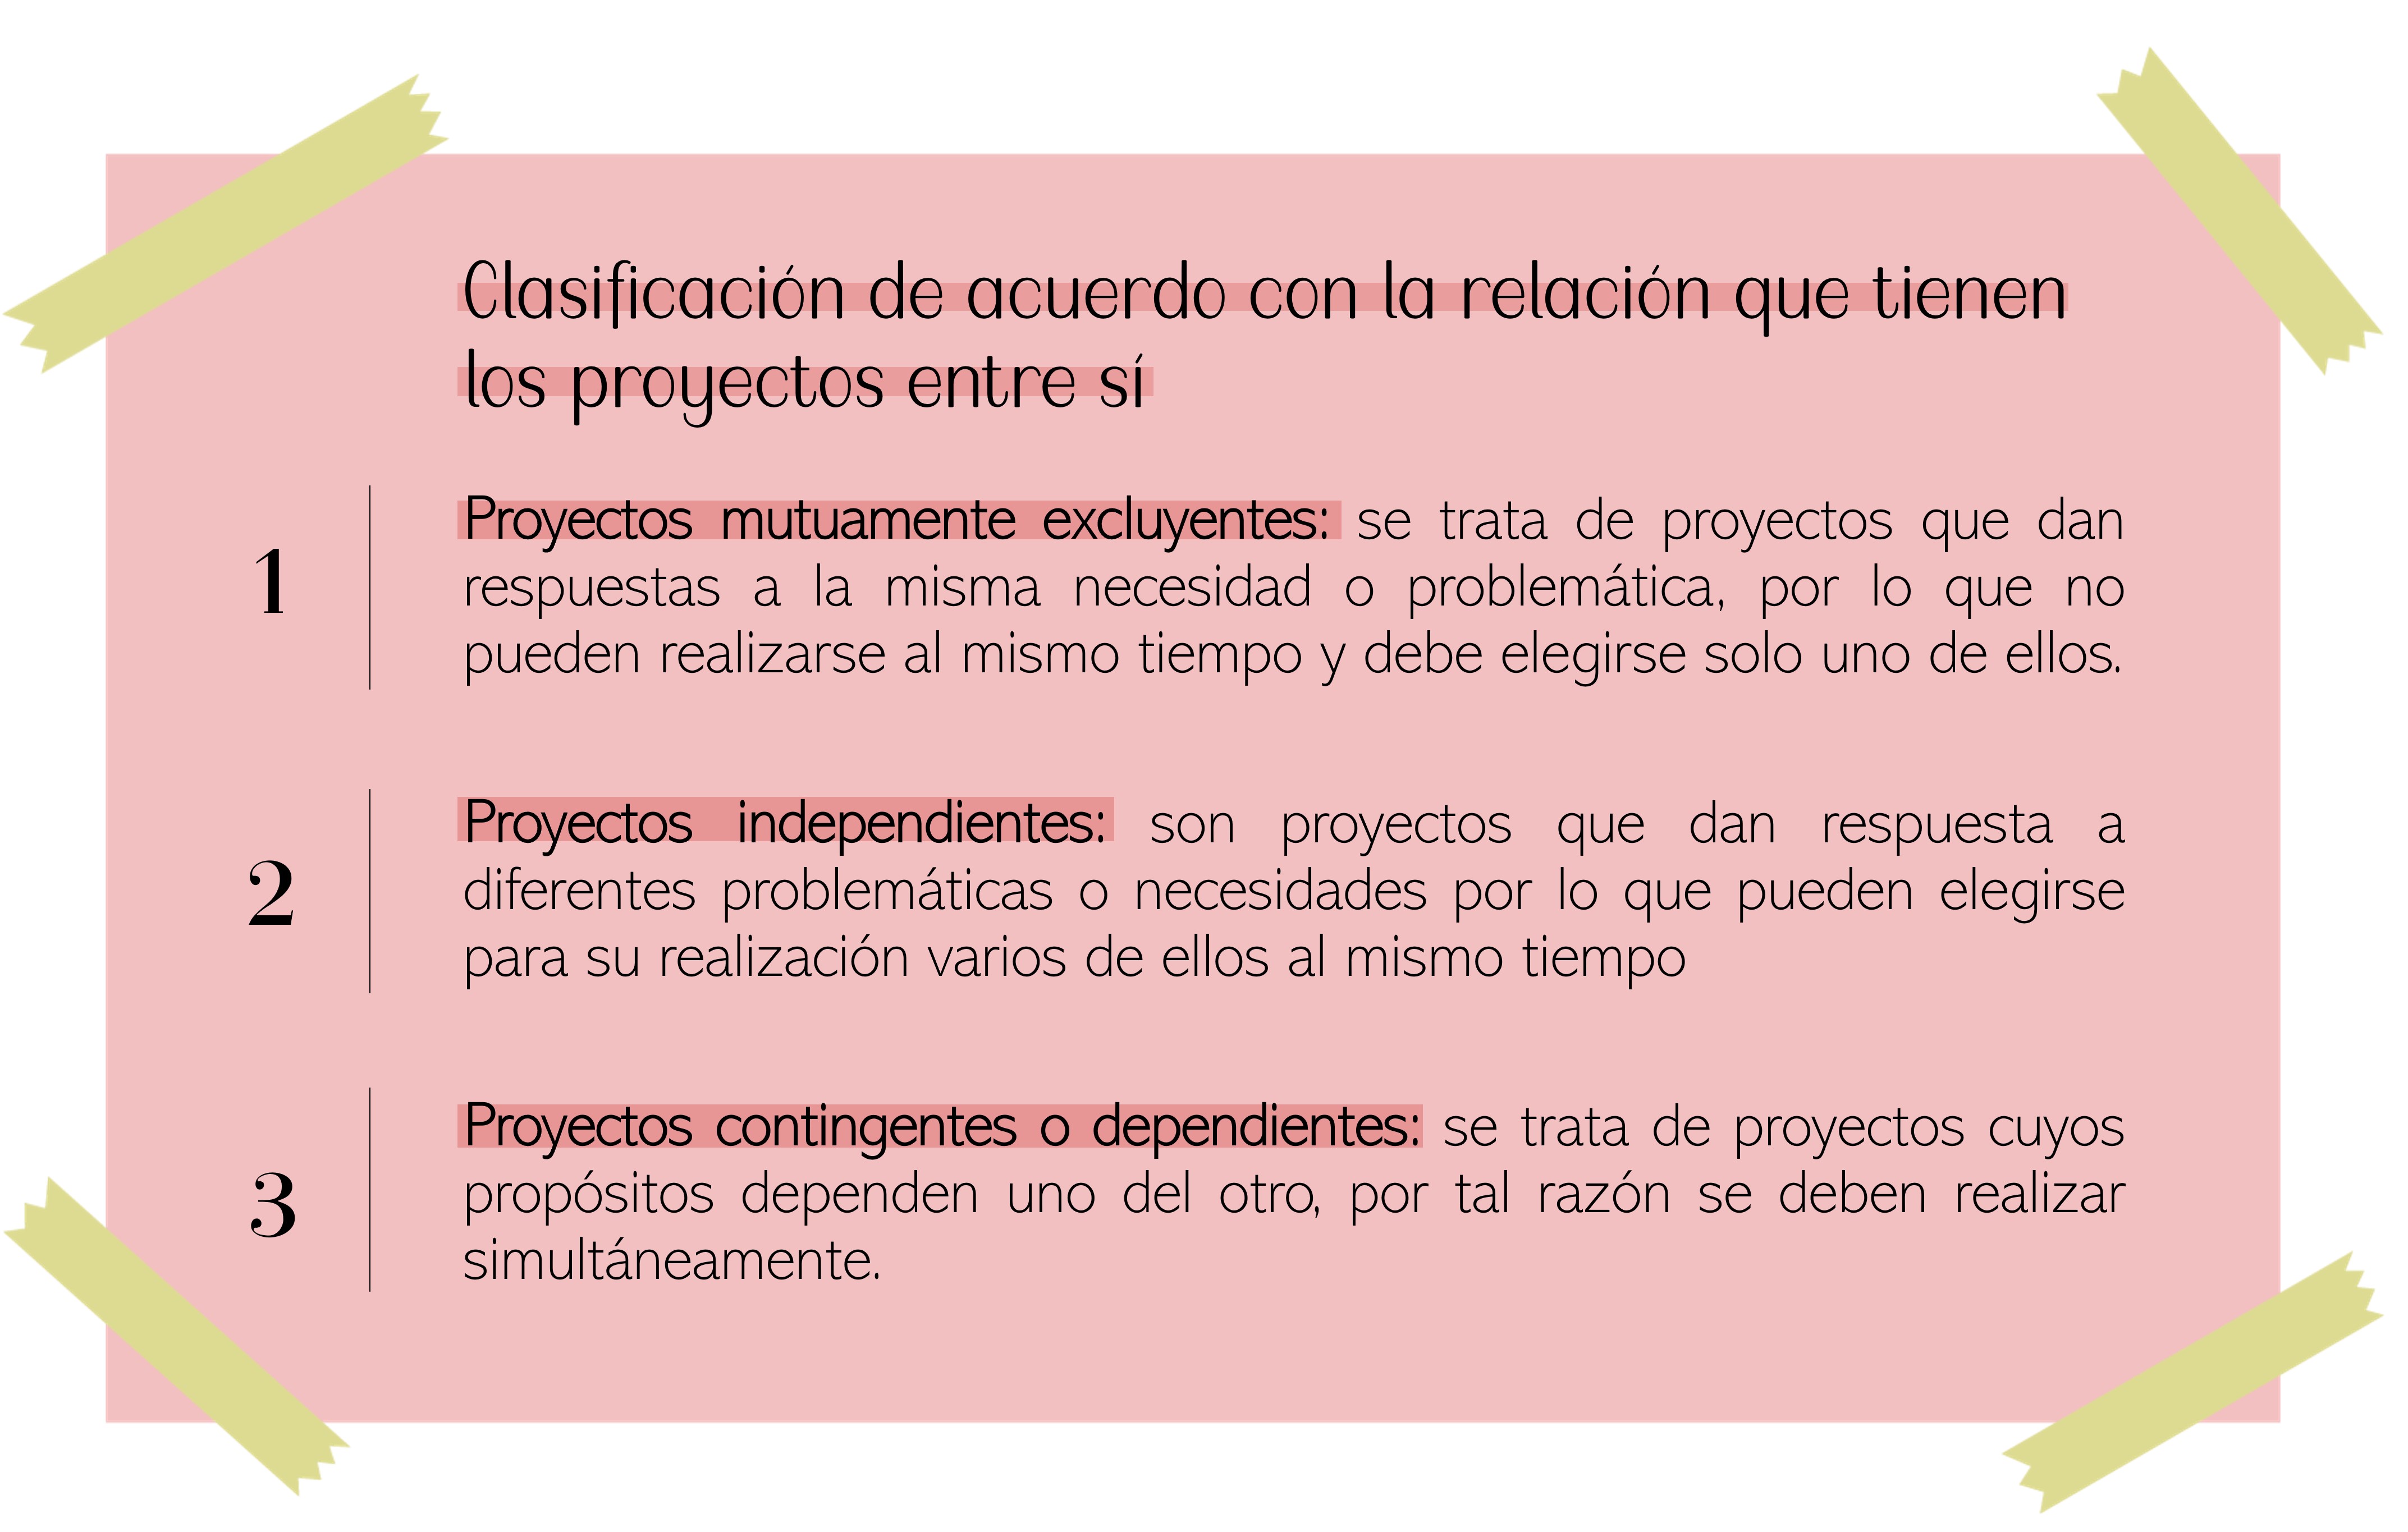 Clasificación de acuerdo con la relación que tienen
los proyectos entre sí
1
Proyectos mutuamente excluyentes: se trata de proyectos que dan
respuestas a la misma necesidad o problemática, por lo que no
pueden realizarse al mismo tiempo y debe elegirse solo uno de ellos.
2
Proyectos independientes: son proyectos que dan respuesta a
diferentes problemáticas o necesidades por lo que pueden elegirse
para su realización varios de ellos al mismo tiempo
3
Proyectos contingentes o dependientes: se trata de proyectos cuyos
propósitos dependen uno del otro, por tal razón se deben realizar
simultáneamente.